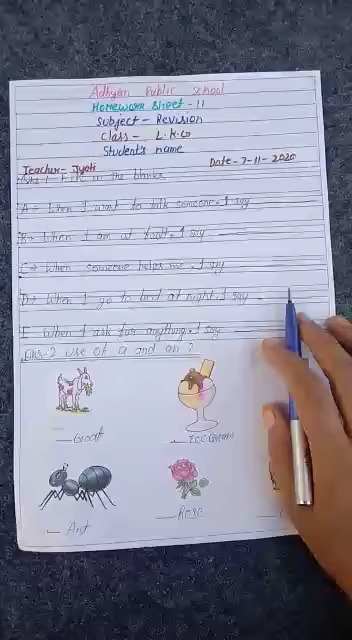 Adhyan Public School
Homework Sheet - 11
Subject - Revision
Class - L.K.G
Student's name
Teacher - Jyoti
Date - 7-11-2020
Que-1 Fill in the blanks
A→ When I want to talk someone, I say
B→ When I am at fault, I say
C→ When someone helps me, I say
D→ When I go to bed at night, I say -
E When I ask for anything, I say
Que:-2 use of a and an?
Goat
Ice Cream
Ant
Rose